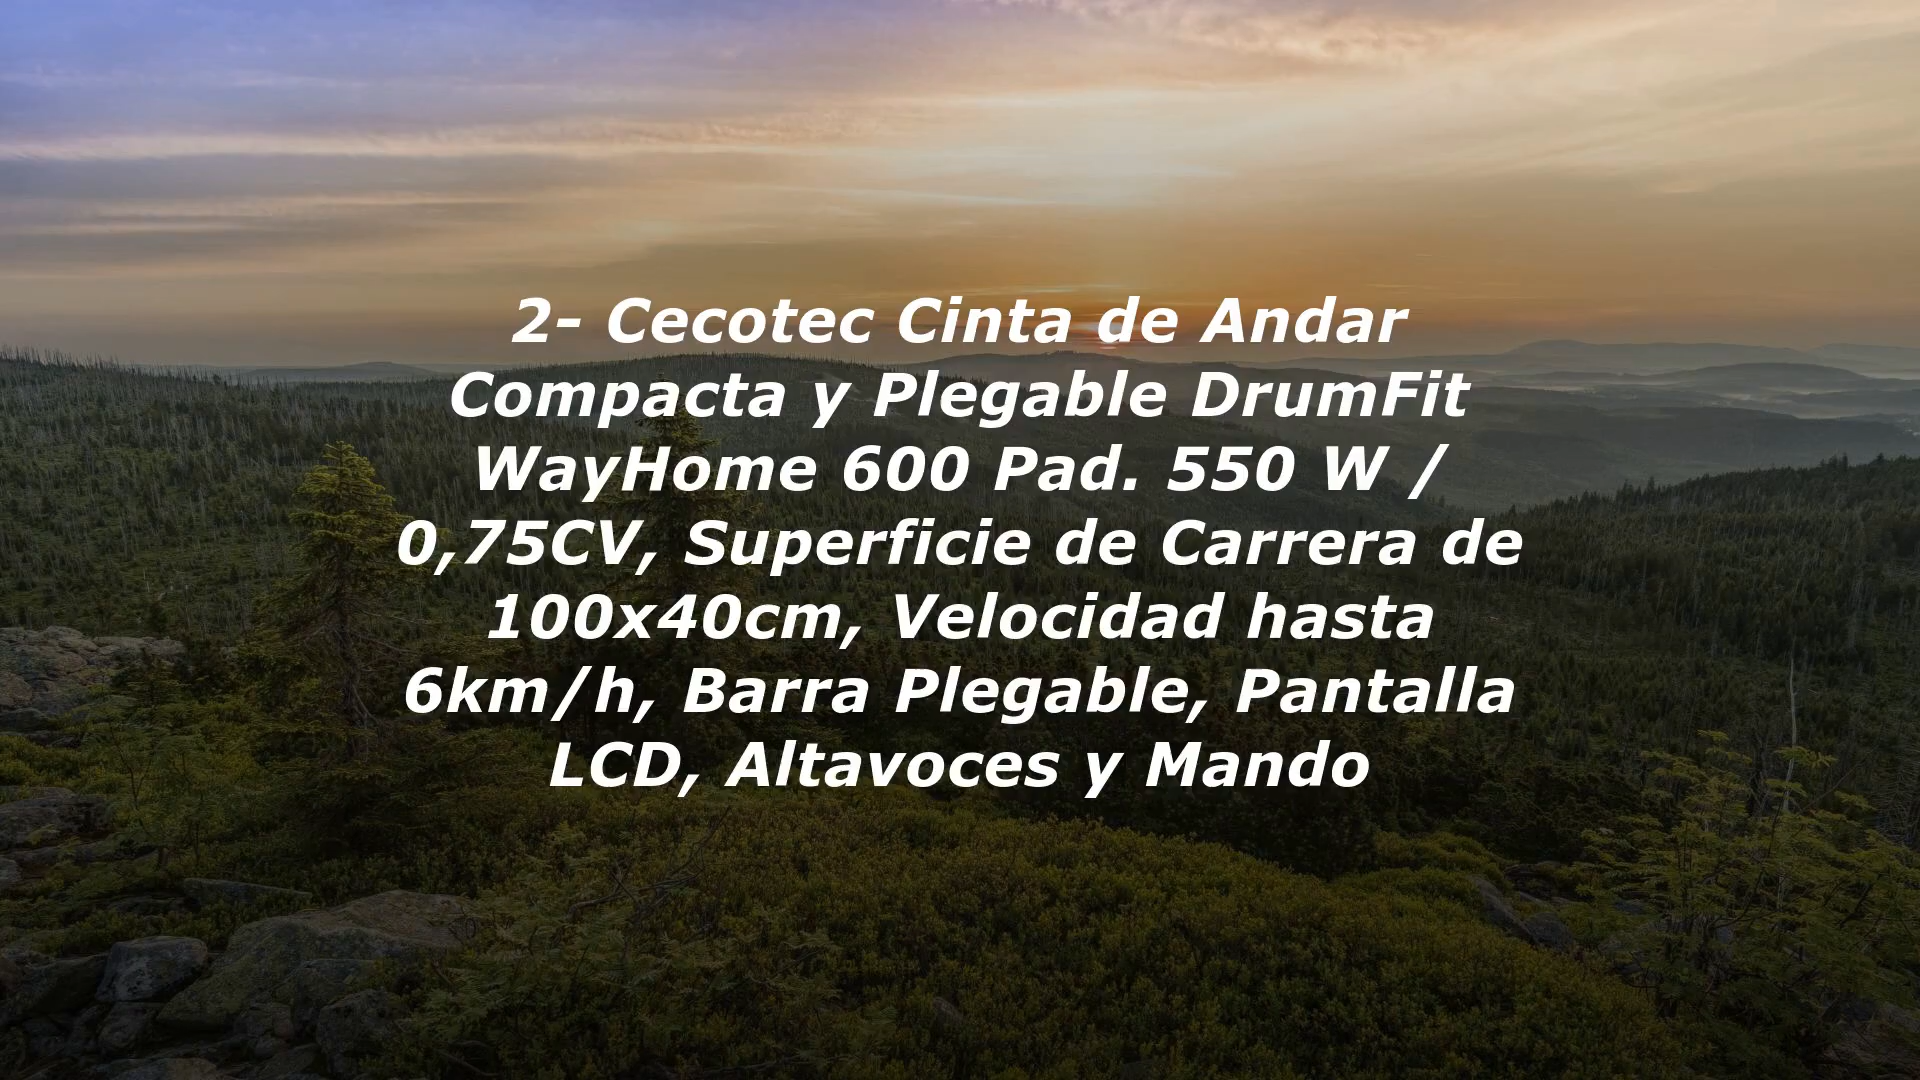 2- Cecotec Cinta de Andar
Compacta y Plegable DrumFit
WayHome 600 Pad. 550 W /
0,75CV, Superficie de Carrera de
100x40cm, Velocidad hasta
6km/h, Barra Plegable, Pantalla
LCD, Altavoces y Mando